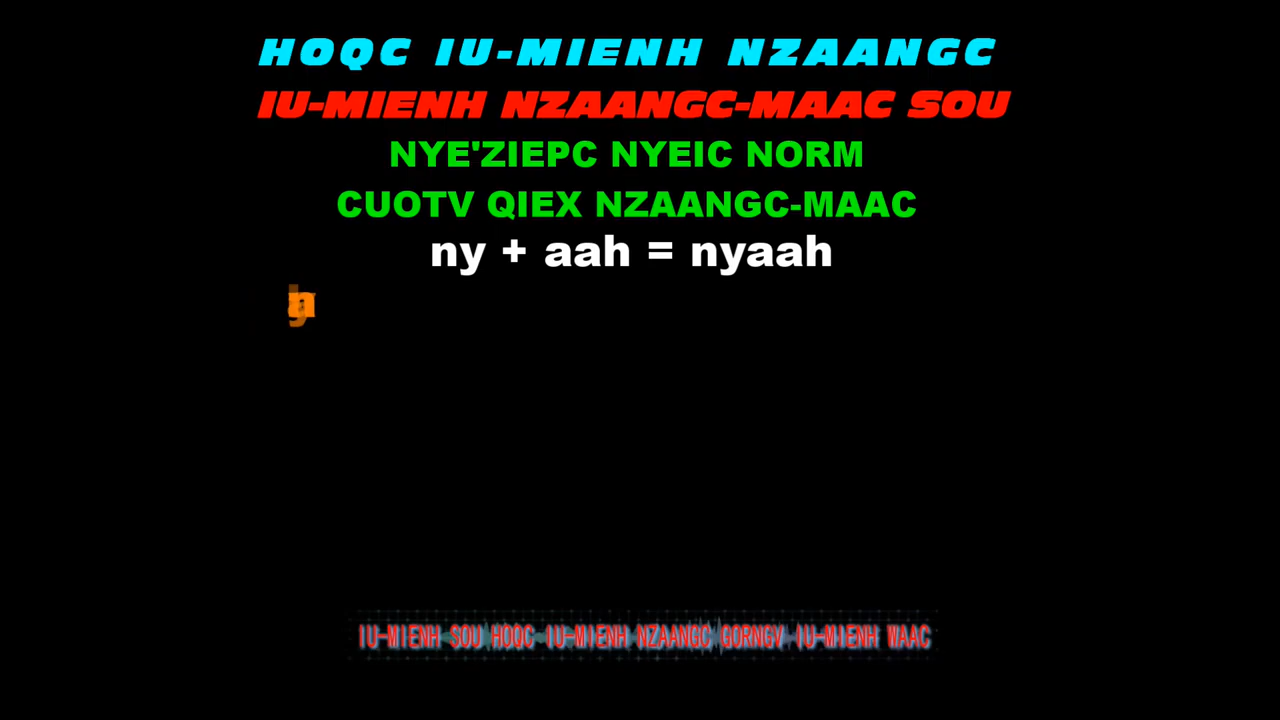 HOQC IU-MIENH NZAANGC
IU-MIENH NZAANGC-MAAC SOU
NYE'ZIEPC NYEIC NORM
CUOTV QIEX NZAANGC-MAAC
ny + aah = nyaah
IU-MIENH SOU HOQC IU-MIENH NZAANGC GORNGV IU-MIENH WAAC